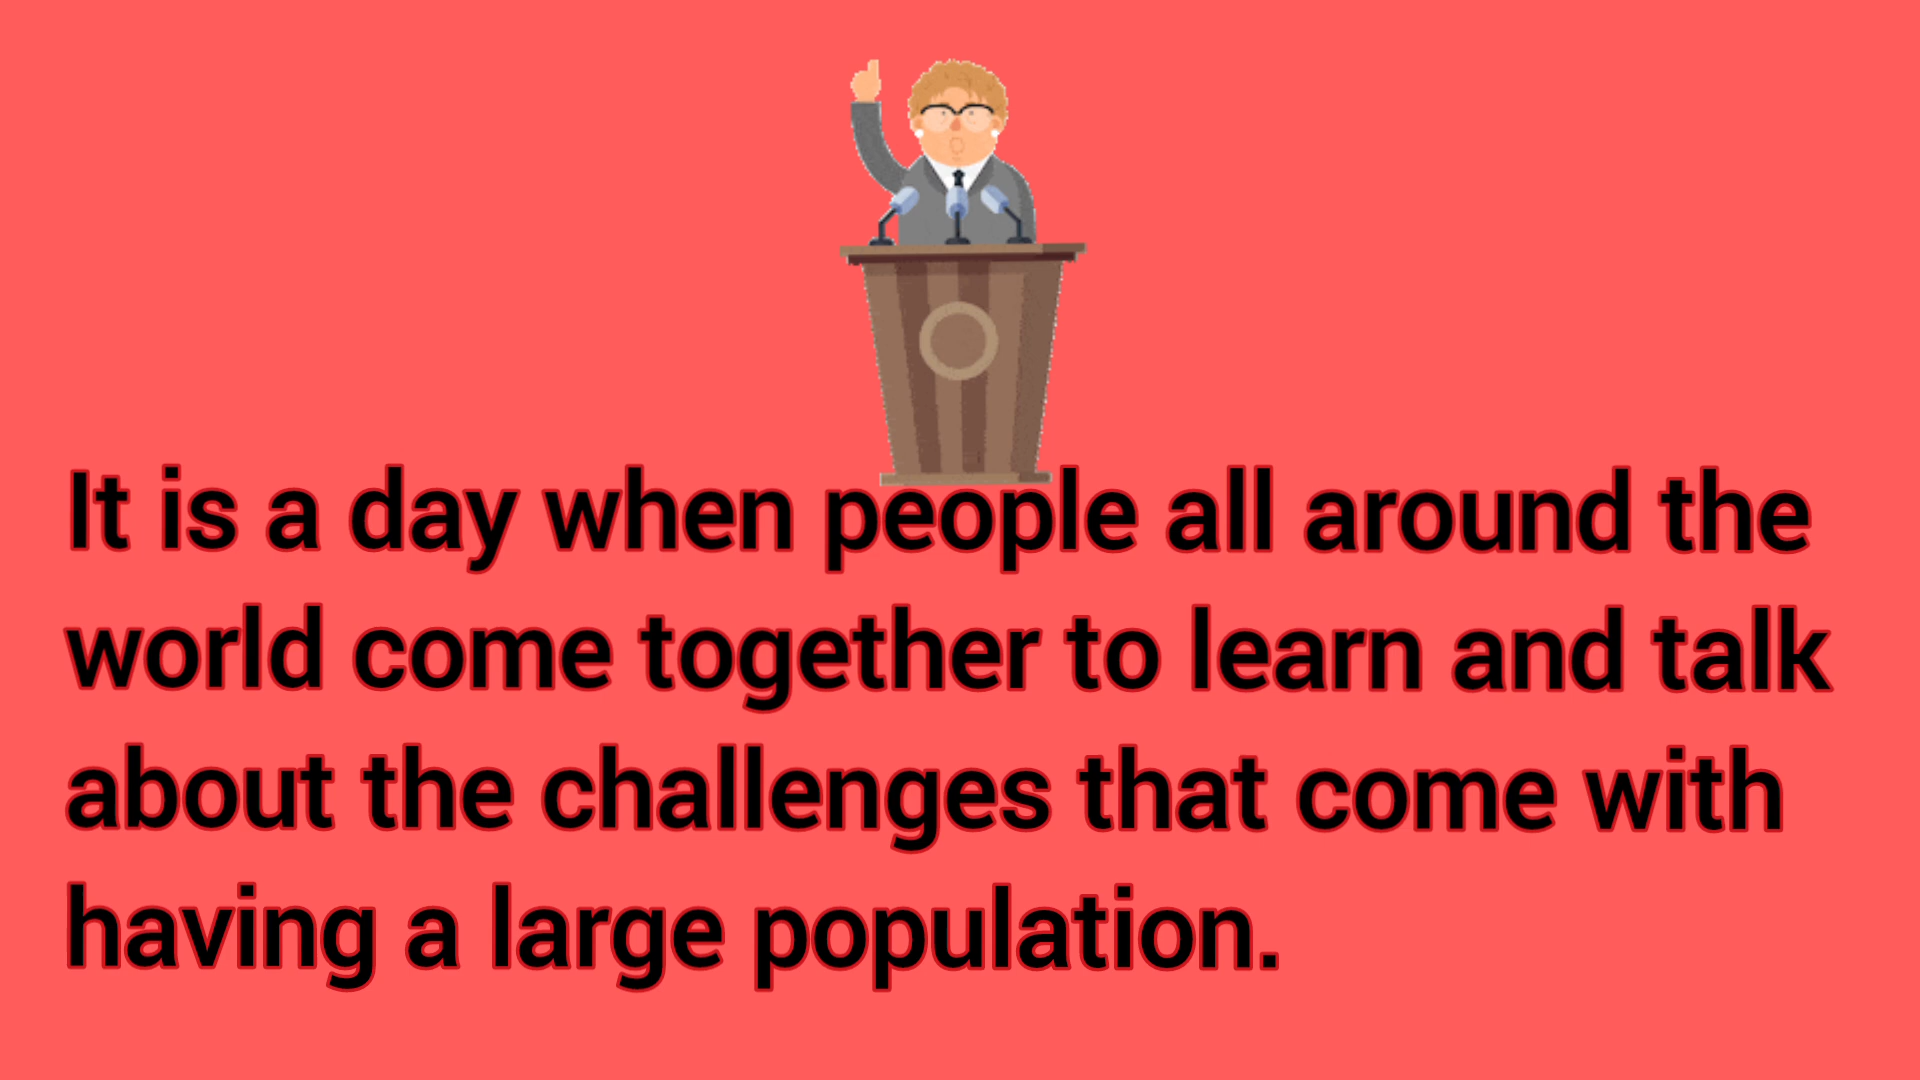 It is a day when people all around the
world come together to learn and talk
about the challenges that come with
having a large population.